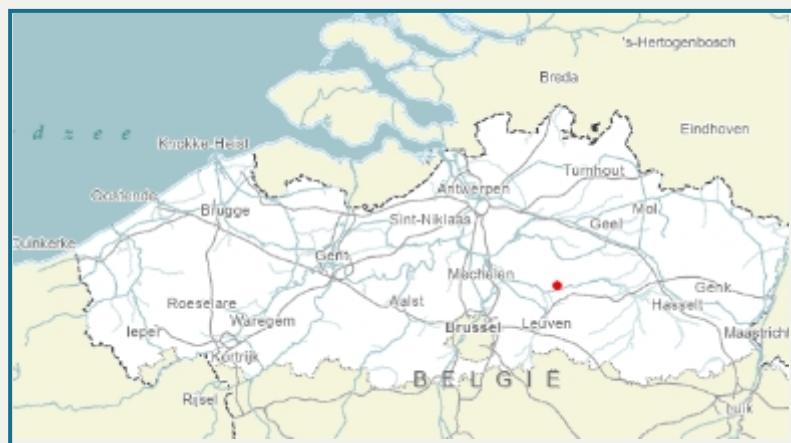 's-Hertogenbosch
Breda
dzee
Eindhoven
Knokke-Heist
Turnhout
Antwerpen
Oostende
Mol
Brugge
Sint-Niklaas
Geel
Duinkerke
Gent
Mechelen
Genk
Roeselare
Aalst
Hasselt
Waregem
Ieper
Brussel
Leuven
Maastricht
Kortrijk
BELGIË
Rijsel
Luik